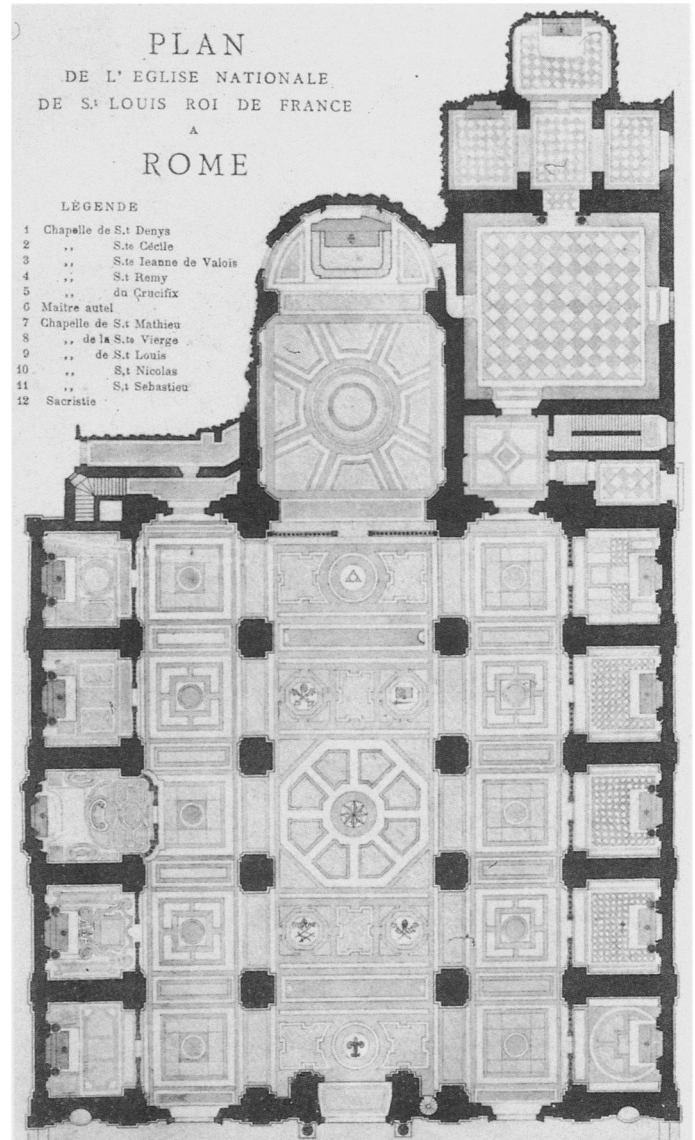 PLAN
DE L' EGLISE NATIONALE
DE S.t LOUIS ROI DE FRANCE
A
ROME
LÉGENDE
1 Chapelle de S.t Denys
2 ,, S.te Cécile
3 ,, S.te Ieanne de Valois
4 ,, S.t Remy
5 ,, du Crucifix
6 Maitre autel
7 Chapelle de S.t Mathieu
8 ,, de la S.te Vierge
9 ,, de S.t Louis
10 ,, S.t Nicolas
11 ,, S.t Sebastieu
12 Sacristie